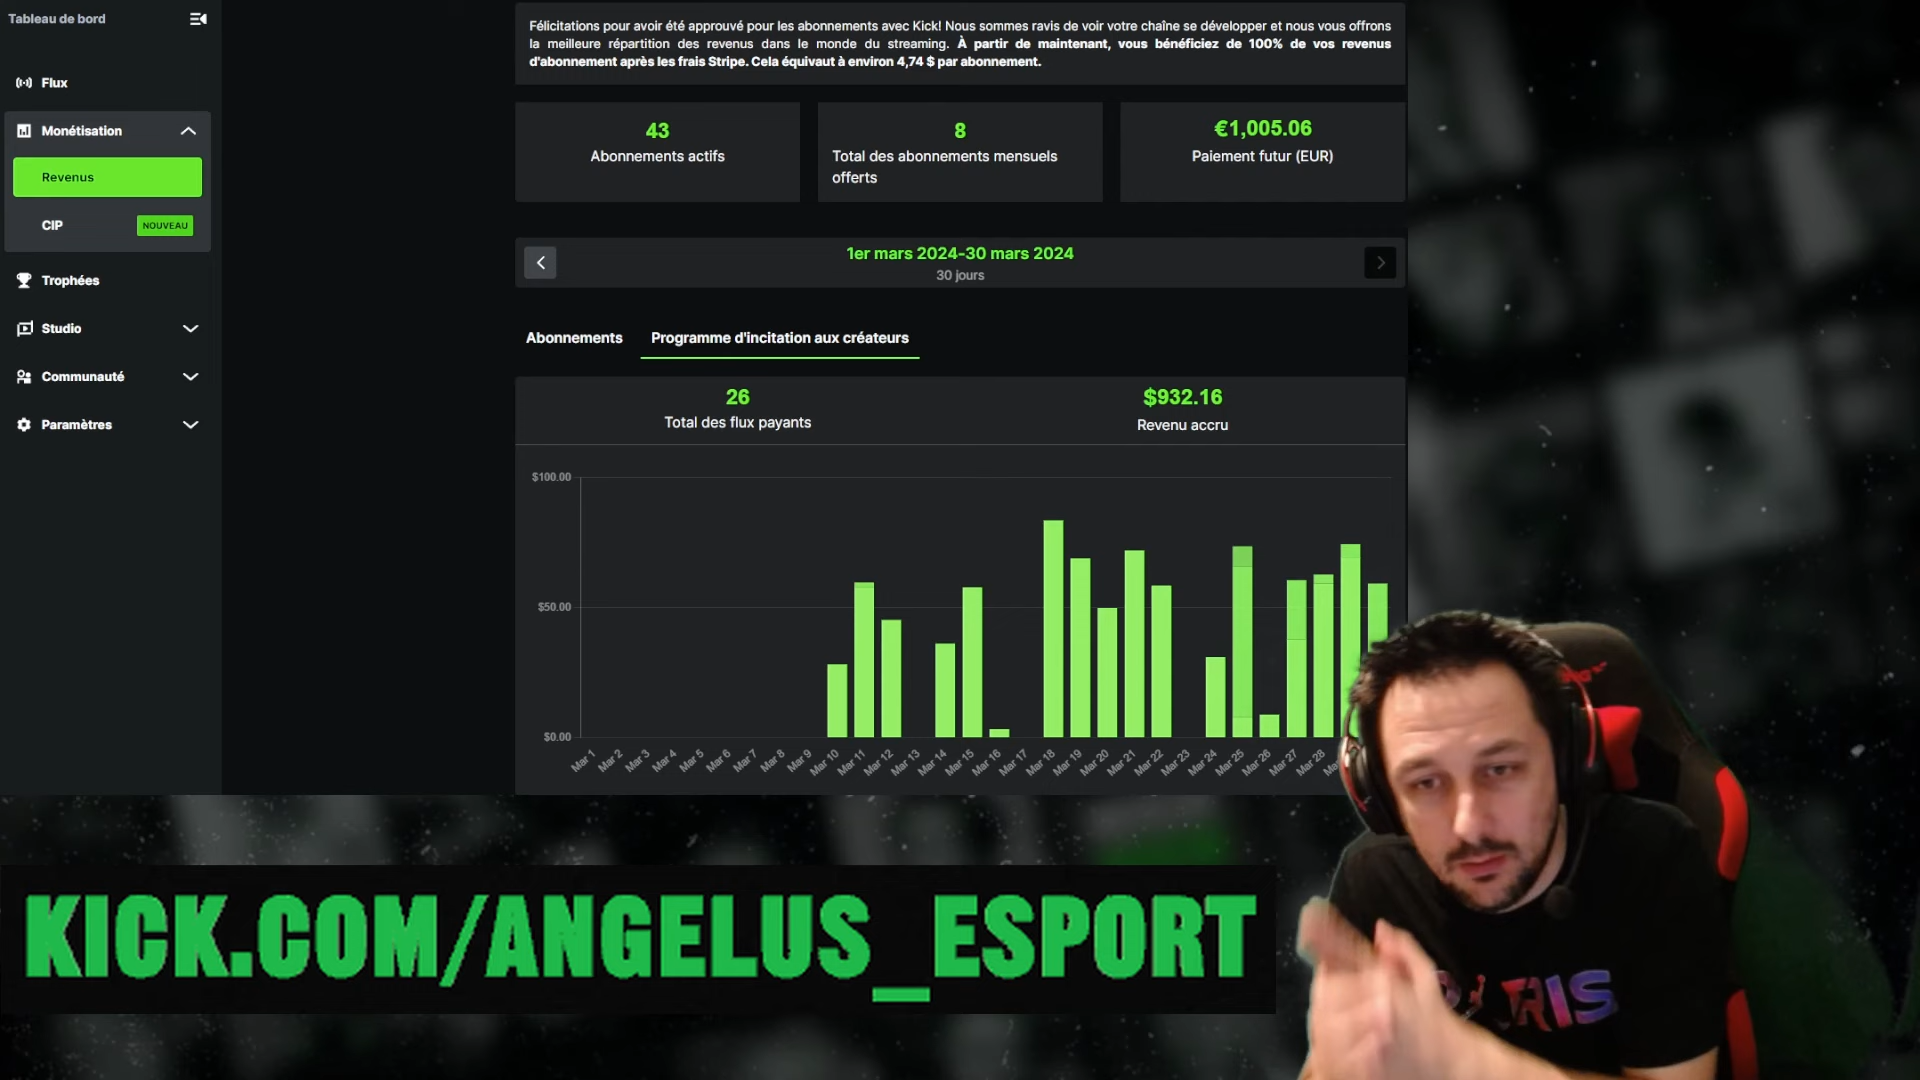 Tableau de bord
Flux
Monétisation
Revenus
CIP
NOUVEAU
Trophées
Studio
Communauté
Paramètres
Félicitations pour avoir été approuvé pour les abonnements avec Kick! Nous sommes ravis de voir votre chaîne se développer et nous vous offrons
la meilleure répartition des revenus dans le monde du streaming. À partir de maintenant, vous bénéficiez de 100% de vos revenus
d'abonnement après les frais Stripe. Cela équivaut à environ 4,74 $ par abonnement.
43
Abonnements actifs
8
Total des abonnements mensuels
offerts
€1,005.06
Paiement futur (EUR)
1er mars 2024-30 mars 2024
30 jours
Abonnements
Programme d'incitation aux créateurs
26
Total des flux payants
$932.16
Revenu accru
$100.00
$50.00
$0.00
Mar 1
Mar 2
Mar 3
Mar 4
Mar 5
Mar 6
Mar 7
Mar 8
Mar 9
Mar 10
Mar 11
Mar 12
Mar 13
Mar 14
Mar 15
Mar 16
Mar 17
Mar 18
Mar 19
Mar 20
Mar 21
Mar 22
Mar 23
Mar 24
Mar 25
Mar 26
Mar 27
Mar 28
KICK.COM/ANGELUS_ESPORT